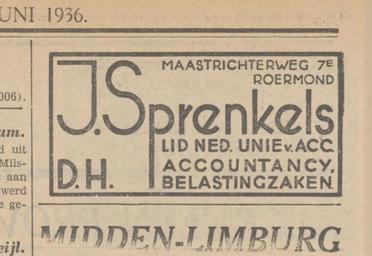 UNI 1936.
006).
um.
d uit
Mils-
aan
werd
e ge-
eijl.
MAASTRICHTERWEG 7E
ROERMOND
J. Sprenkels
LID NED. UNIE v. ACC.
D.H. ACCOUNTANCY,
BELASTINGZAKEN.
MIDDEN-LIMBURG